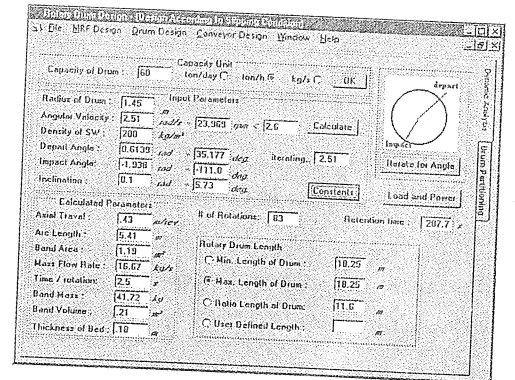 Rotary Drum Design - [Design According In Slipping Condition]
File MRF Design Drum Design Conveyor Design Window Help
Capacity Unit
Capacity of Drum : 60 ton/day ton/h kg/s OK
depart
Impact
Dynamic Analysis
Drum Partitioning
Input Parameters
Radius of Drum : 1.45 m
Angular Velocity : 2.51 rad/s = 23.969 rpm < 2.6 Calculate
Density of SW : 200 kg/m³
Depart Angle : 0.6139 rad = 35.177 deg. iterating. 2.51
Impact Angle: -1.938 rad = -111.0 deg.
Inclination : 0.1 rad = 5.73 deg.
Iterate for Angle
Constants
Load and Power
Calculated Parameters
Axial Travel : .43 m/rev
# of Rotations: 83
Retention time : 207.7 s
Arc Length : 5.41 m
Band Area : 1.19 m²
Mass Flow Rate : 16.67 kg/s
Time / rotation: 2.5 s
Band Mass : 41.72 kg
Band Volume : .21 m³
Thickness of Bed : .18 m
Rotary Drum Length
Min. Length of Drum : 18.25 m
Max. Length of Drum : 18.25 m
Ratio Length of Drum: 11.6 m
User Defined Length : m